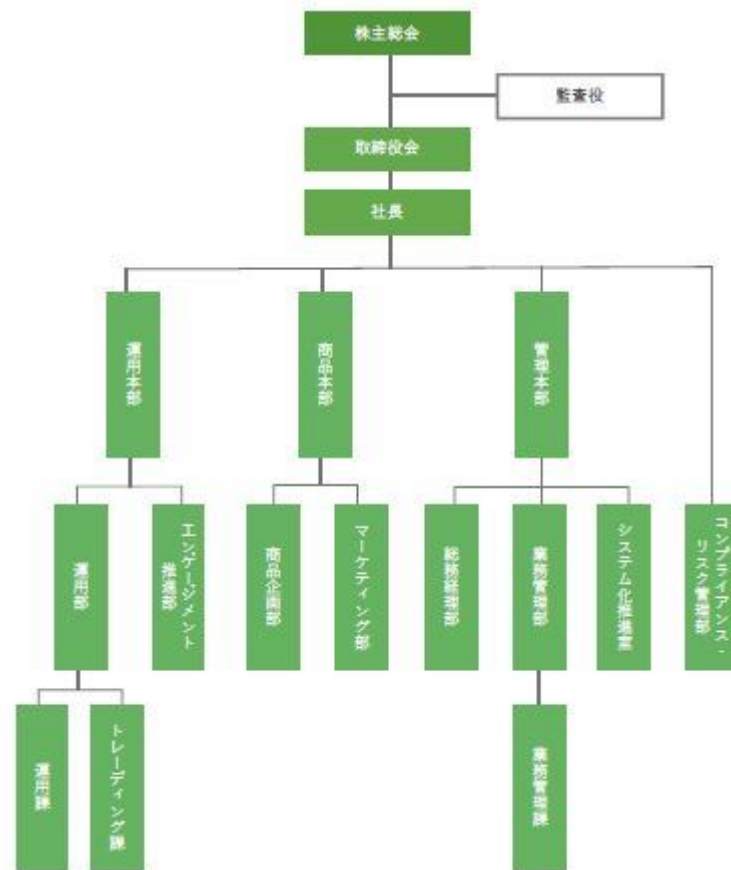 株主総会
監査役
取締役会
社長
運用本部
商品本部
管理本部
運用部
エンゲージメント
推進部
商品企画部
マーケティング部
総務経理部
業務管理部
システム化推進室
コンプライアンス・
リスク管理部
運用課
トレーディング課
業務管理課